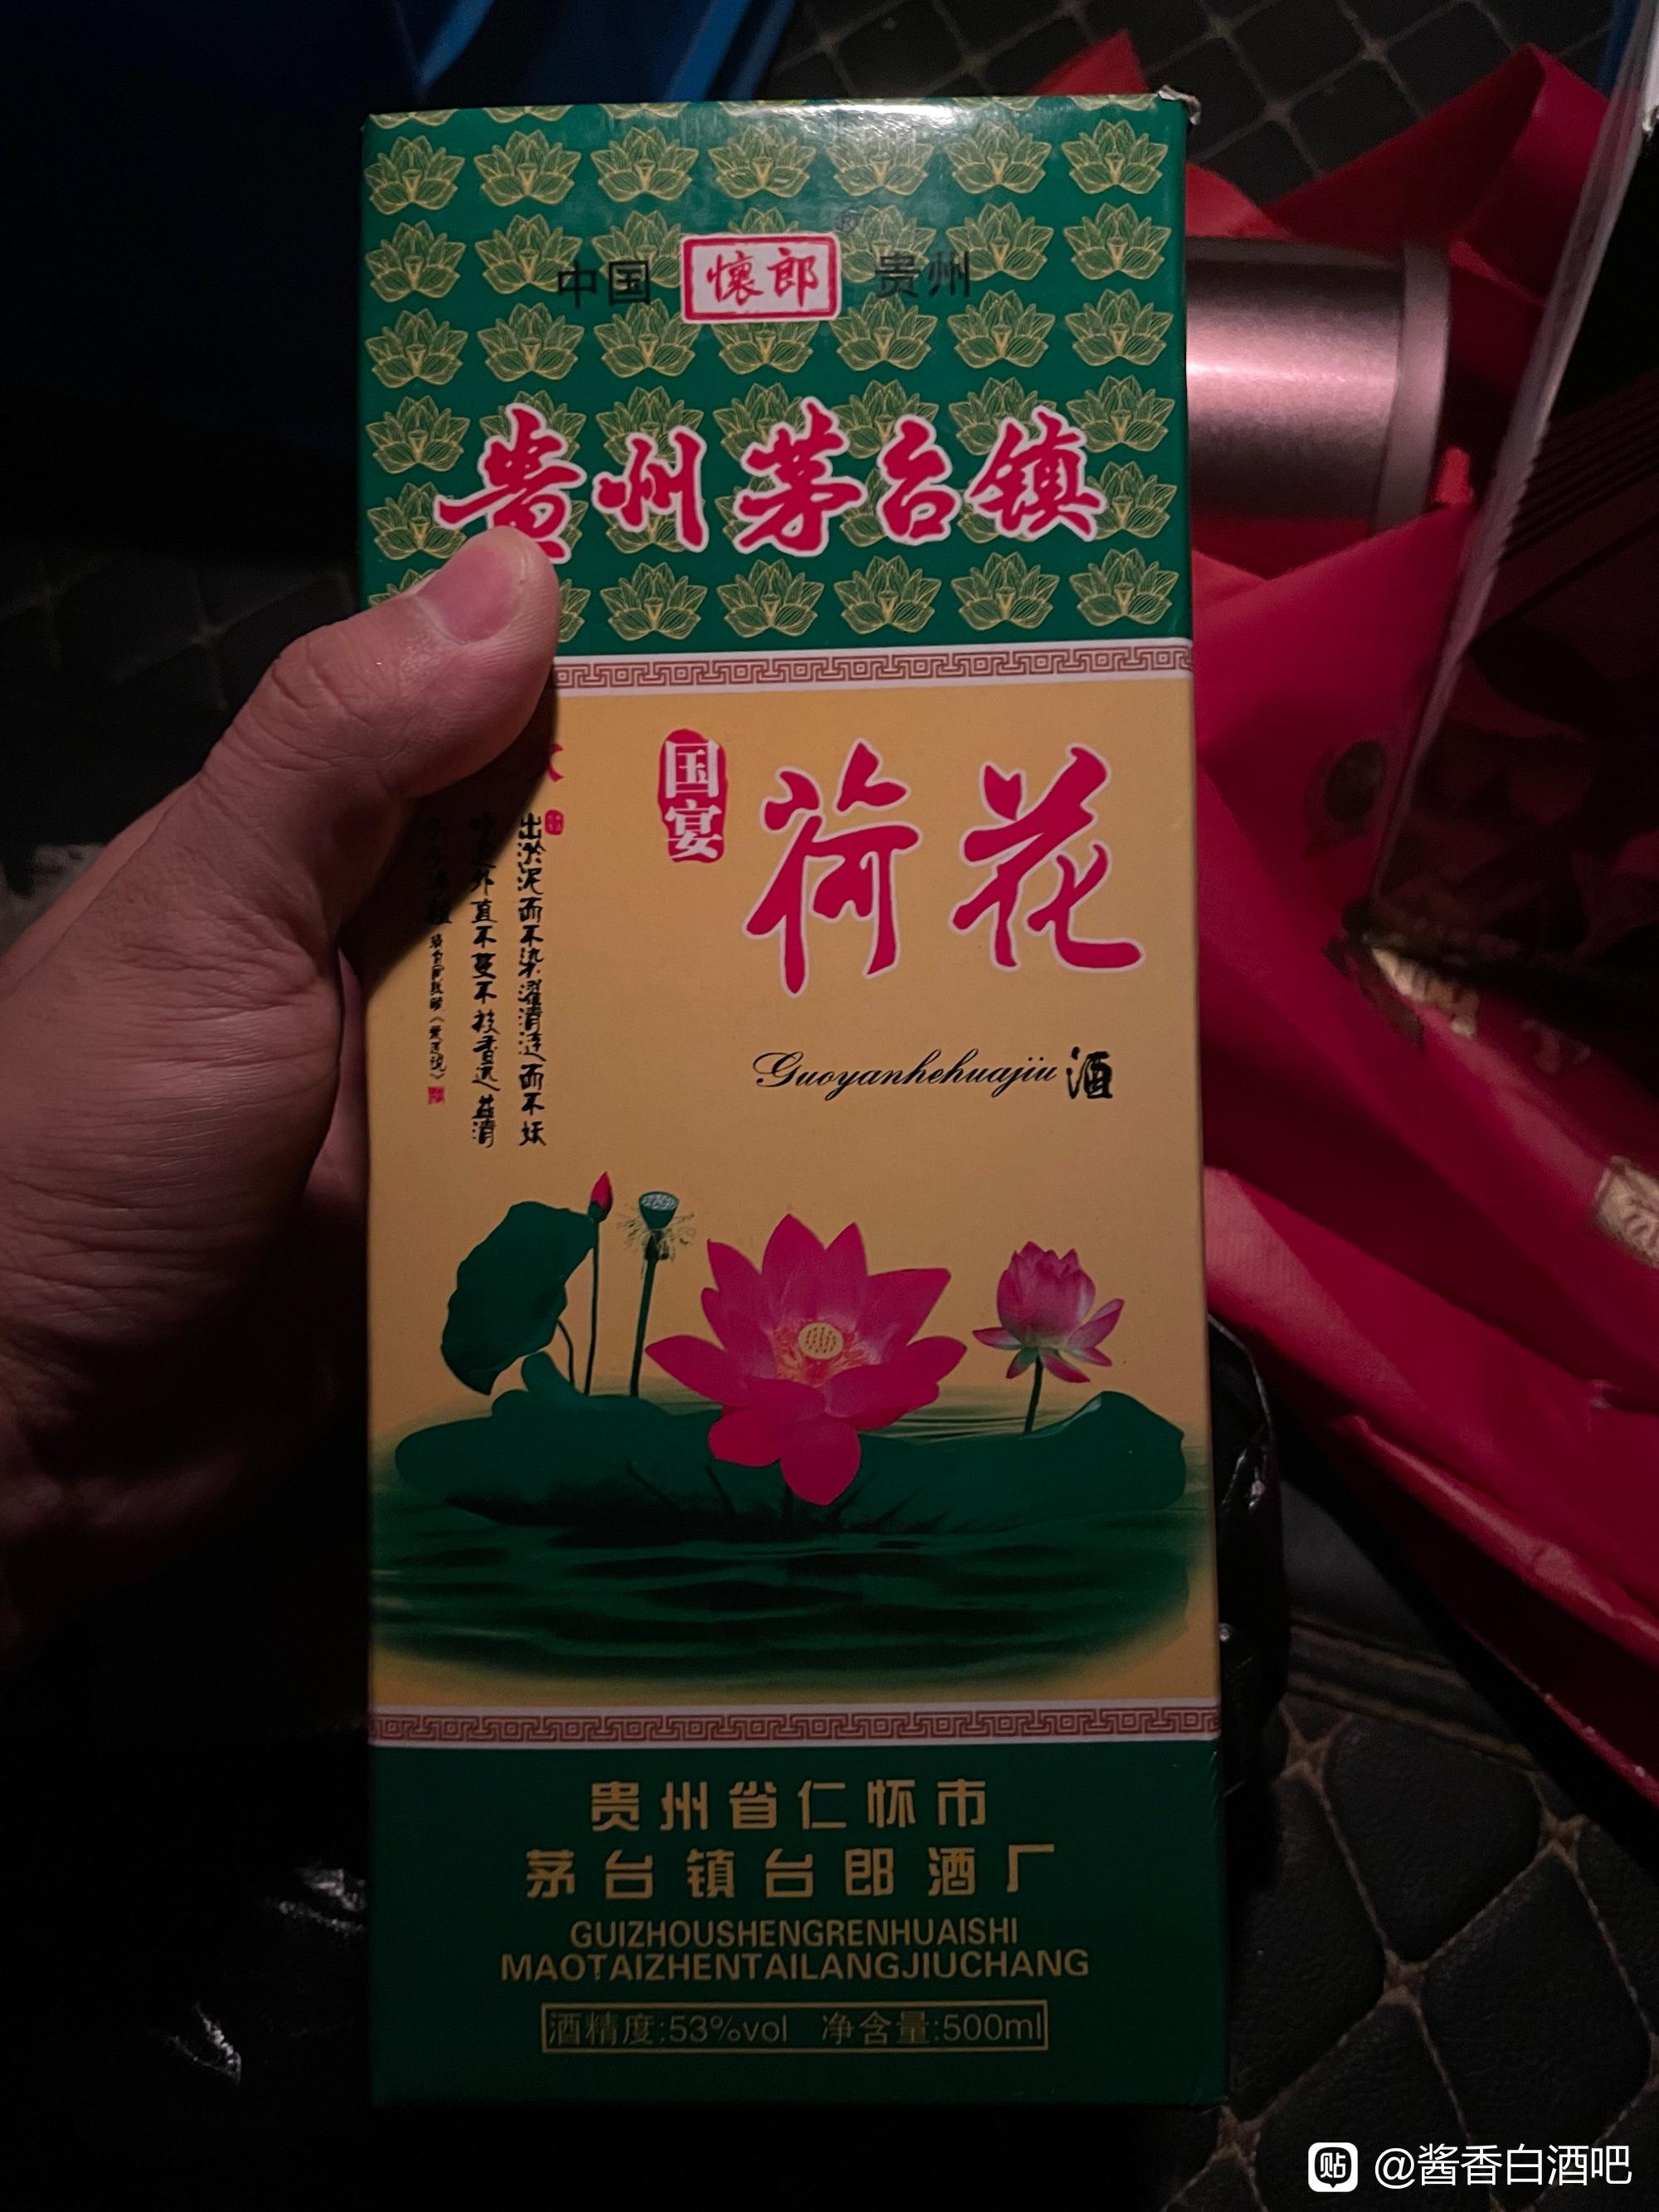 中国 懷郎 贵州
贵州茅台镇
国宴
荷花
Guoyanhehuajiu 酒
出淤泥而不染濯清涟而不妖
外直不蔓不枝香远益清
贵州省仁怀市
茅台镇台郎酒厂
GUIZHOUSHENGRENHUAISHI
MAOTAIZHENTAILANGJIUCHANG
酒精度:53%vol 净含量:500ml
贴 @酱香白酒吧